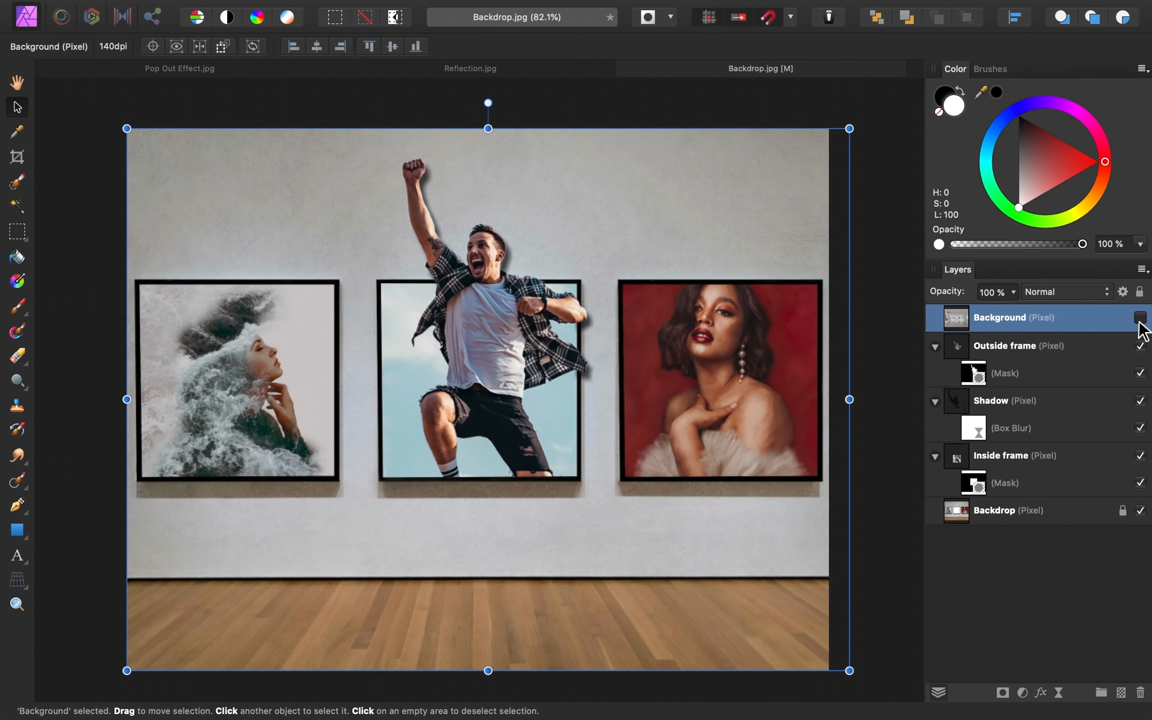 Backdrop.jpg (82.1%)
Background (Pixel)
140dpi
Pop Out Effect.jpg
Reflection.jpg
Backdrop.jpg [M]
Color
Brushes
H: 0
S: 0
L: 100
Opacity
100 %
Layers
Opacity:
100 %
Normal
Background (Pixel)
Outside frame (Pixel)
(Mask)
Shadow (Pixel)
(Box Blur)
Inside frame (Pixel)
(Mask)
Backdrop (Pixel)
A
fx
'Background' selected. Drag to move selection. Click another object to select it. Click on an empty area to deselect selection.